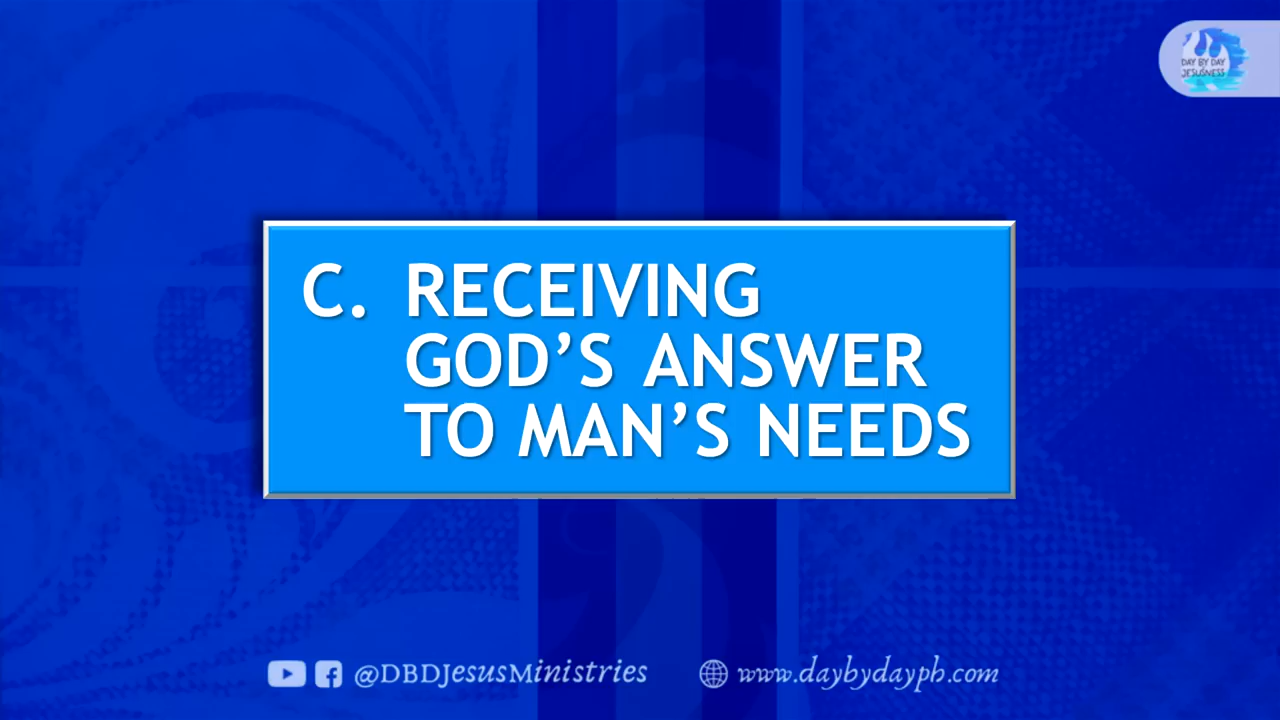 DAY BY DAY
JESUSNESS
C. RECEIVING
GOD’S ANSWER
TO MAN’S NEEDS
@DBDJesusMinistries
www.daybydayph.com